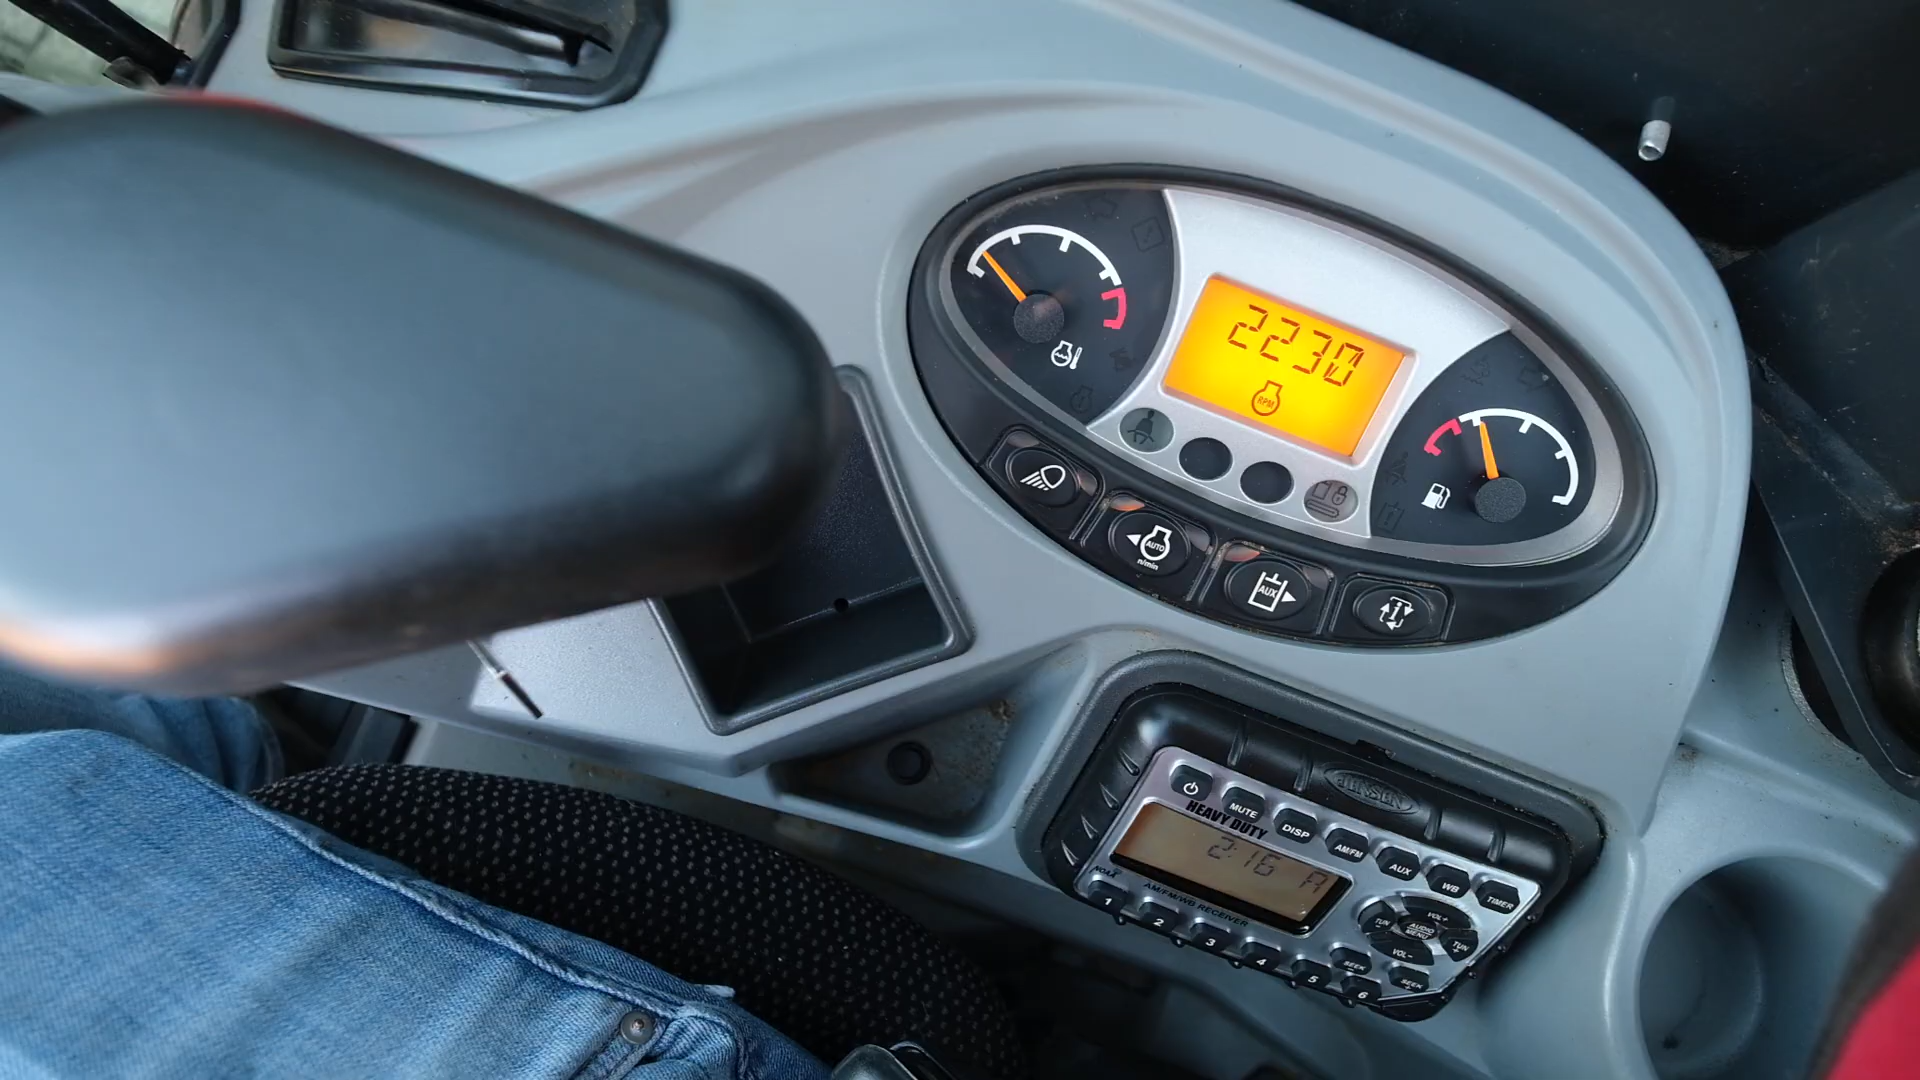 2230
RPM
AUTO
n/min
AUX
i
JENSEN
MUTE
DISP
AM/FM
AUX
WB
TIMER
HEAVY DUTY
2:16 A
NOAA
AM/FM/WB RECEIVER
1
2
3
4
5
6
VOL+
TUN
AUDIO
MENU
TUN
+
VOL-
SEEK
-
SEEK
+